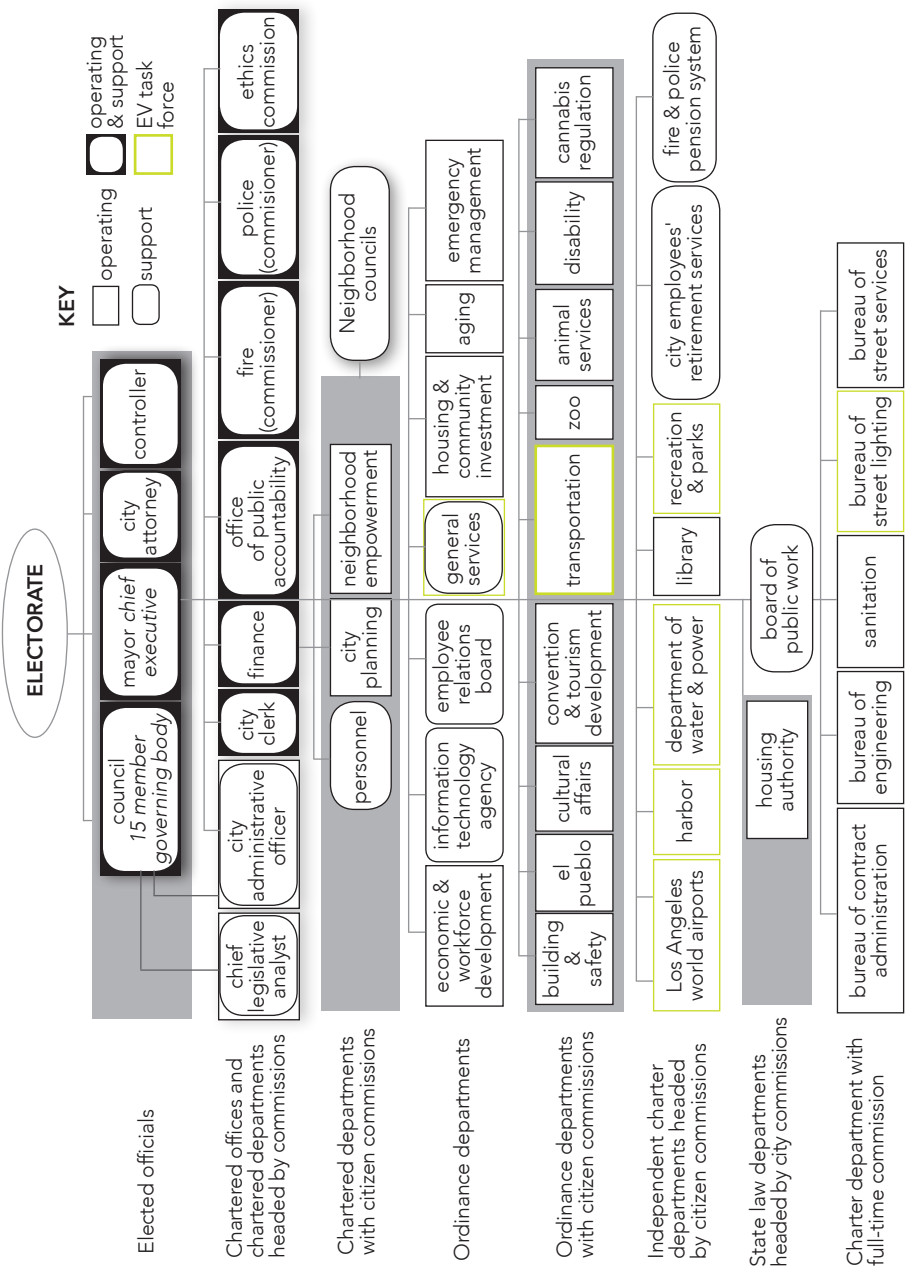 ELECTORATE
KEY
operating
support
operating
& support
EV task
force
Elected officials
council
15 member
governing body
mayor chief
executive
city
attorney
controller
Chartered offices and
chartered departments
headed by commissions
chief
legislative
analyst
city
administrative
officer
city
clerk
finance
office
of public
accountability
fire
(commissioner)
police
(commisioner)
ethics
commission
Chartered departments
with citizen commissions
personnel
city
planning
neighborhood
empowerment
Neighborhood
councils
Ordinance departments
economic &
workforce
development
information
technology
agency
employee
relations
board
general
services
housing &
community
investment
aging
emergency
management
Ordinance departments
with citizen commissions
building
&
safety
el
pueblo
cultural
affairs
convention
& tourism
development
transportation
zoo
animal
services
disability
cannabis
regulation
Independent charter
departments headed
by citizen commissions
Los Angeles
world airports
harbor
department of
water & power
library
recreation
& parks
city employees'
retirement services
fire & police
pension system
State law departments
headed by city commissions
housing
authority
board of
public work
Charter department with
full-time commission
bureau of contract
administration
bureau of
engineering
sanitation
bureau of
street lighting
bureau of
street services